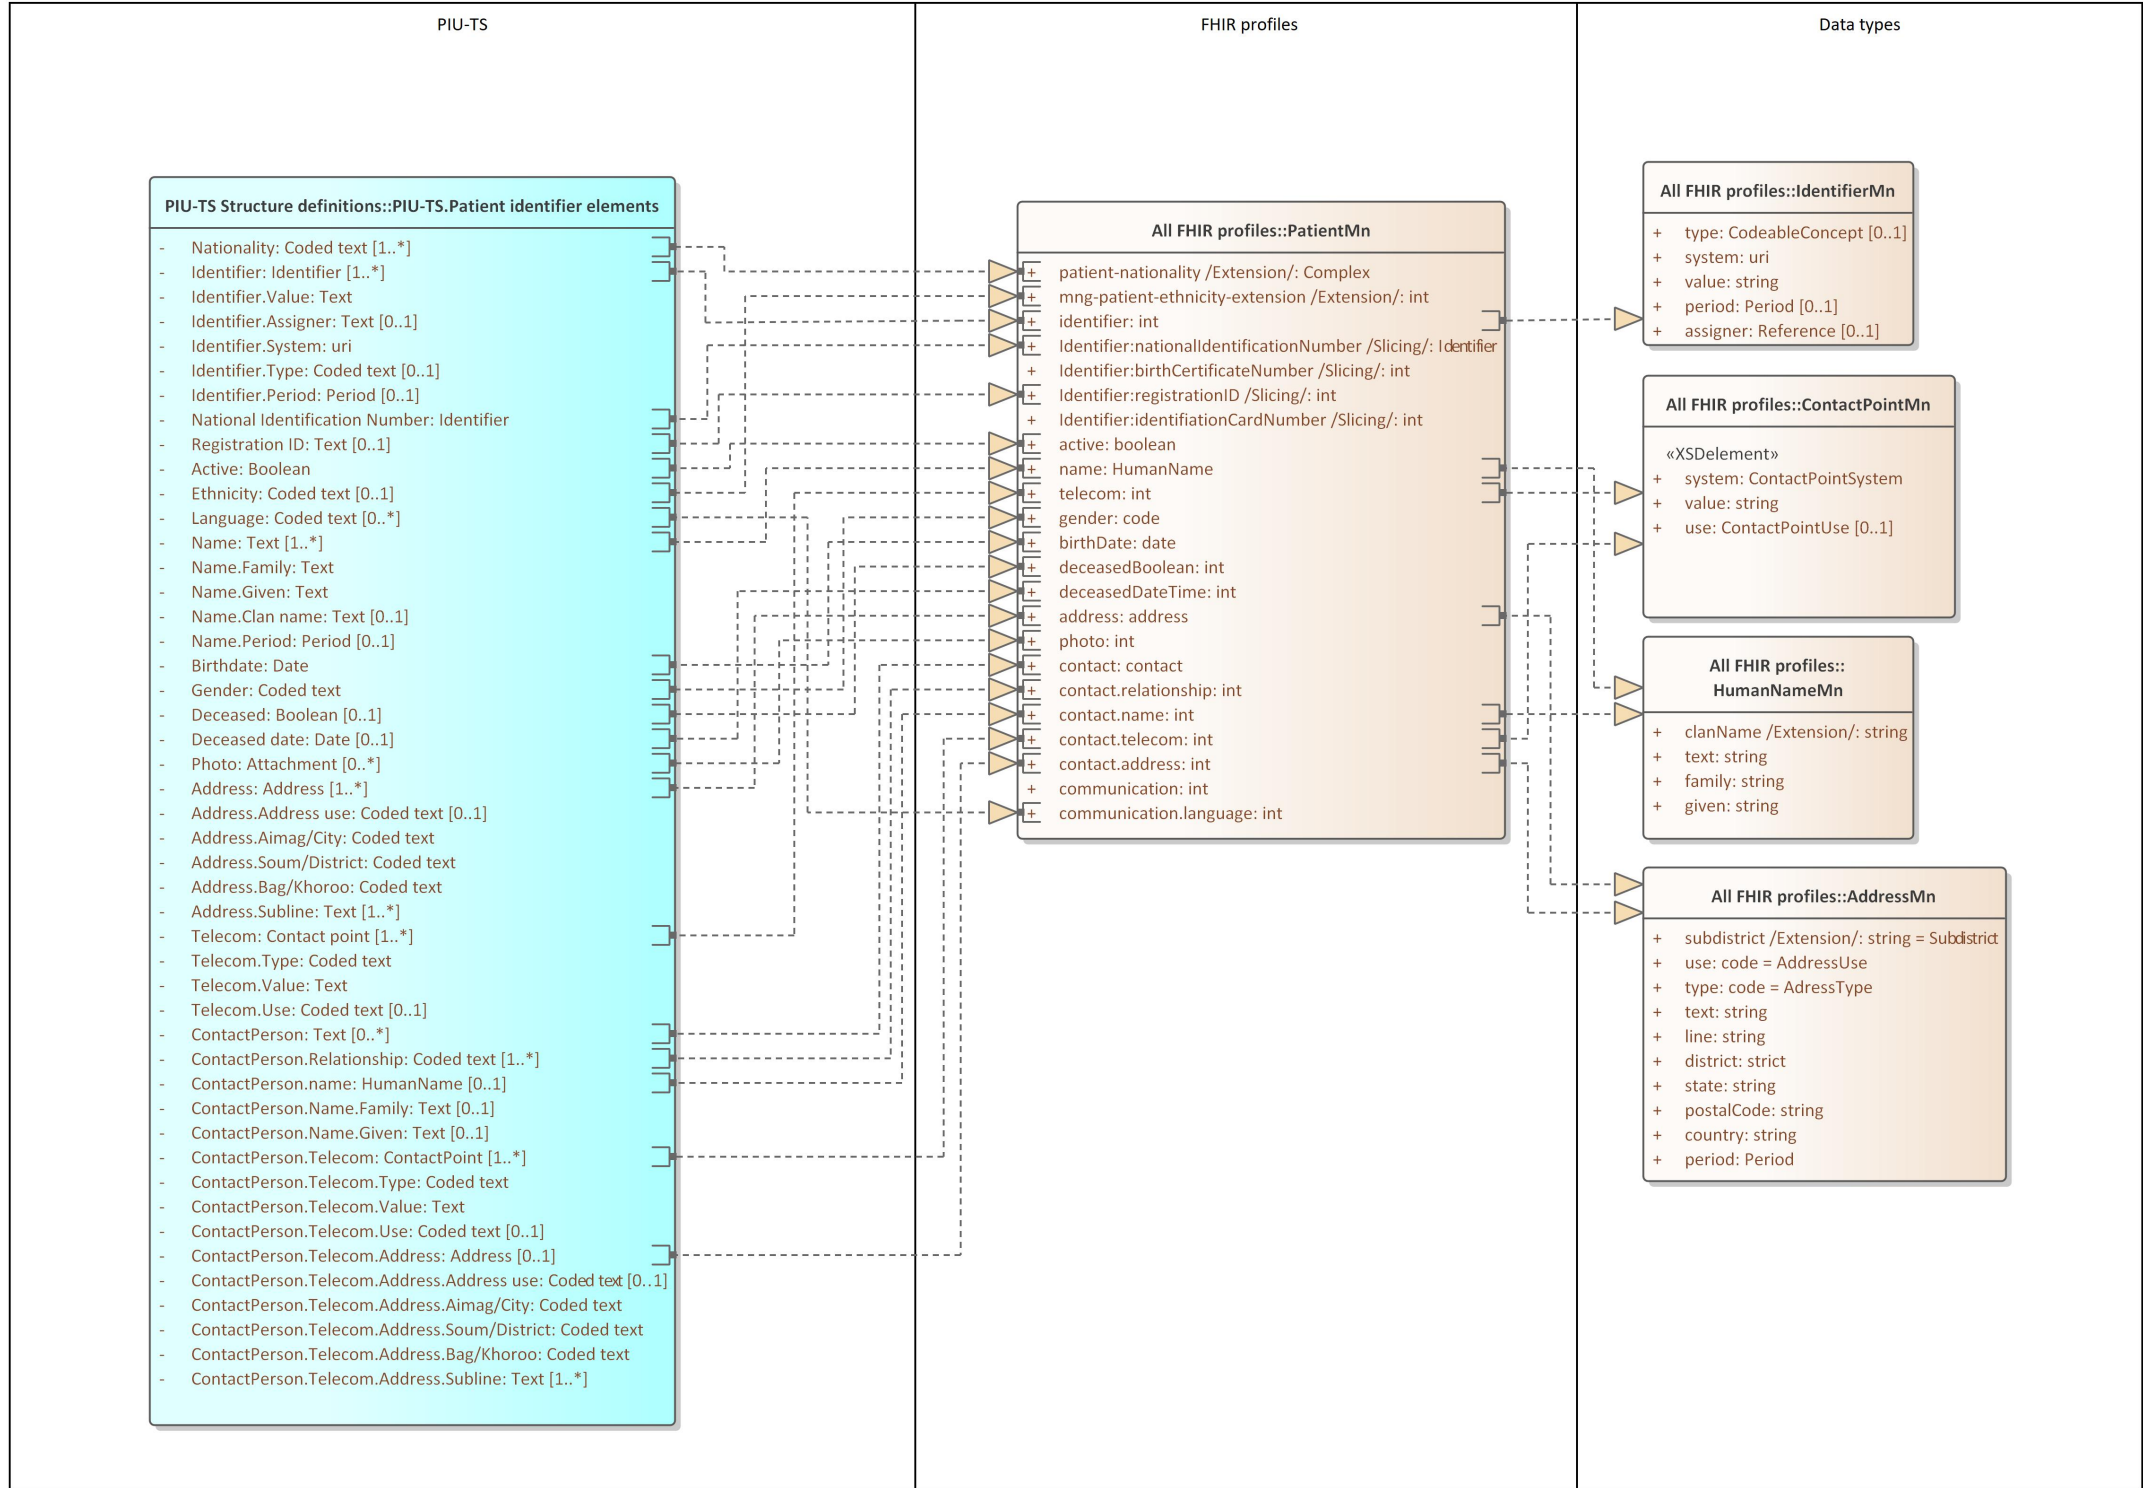 PIU-TS
FHIR profiles
Data types
PIU-TS Structure definitions::PIU-TS.Patient identifier elements
- Nationality: Coded text [1..*]
- Identifier: Identifier [1..*]
- Identifier.Value: Text
- Identifier.Assigner: Text [0..1]
- Identifier.System: uri
- Identifier.Type: Coded text [0..1]
- Identifier.Period: Period [0..1]
- National Identification Number: Identifier
- Registration ID: Text [0..1]
- Active: Boolean
- Ethnicity: Coded text [0..1]
- Language: Coded text [0..*]
- Name: Text [1..*]
- Name.Family: Text
- Name.Given: Text
- Name.Clan name: Text [0..1]
- Name.Period: Period [0..1]
- Birthdate: Date
- Gender: Coded text
- Deceased: Boolean [0..1]
- Deceased date: Date [0..1]
- Photo: Attachment [0..*]
- Address: Address [1..*]
- Address.Address use: Coded text [0..1]
- Address.Aimag/City: Coded text
- Address.Soum/District: Coded text
- Address.Bag/Khoroo: Coded text
- Address.Subline: Text [1..*]
- Telecom: Contact point [1..*]
- Telecom.Type: Coded text
- Telecom.Value: Text
- Telecom.Use: Coded text [0..1]
- ContactPerson: Text [0..*]
- ContactPerson.Relationship: Coded text [1..*]
- ContactPerson.name: HumanName [0..1]
- ContactPerson.Name.Family: Text [0..1]
- ContactPerson.Name.Given: Text [0..1]
- ContactPerson.Telecom: ContactPoint [1..*]
- ContactPerson.Telecom.Type: Coded text
- ContactPerson.Telecom.Value: Text
- ContactPerson.Telecom.Use: Coded text [0..1]
- ContactPerson.Telecom.Address: Address [0..1]
- ContactPerson.Telecom.Address.Address use: Coded text [0..1]
- ContactPerson.Telecom.Address.Aimag/City: Coded text
- ContactPerson.Telecom.Address.Soum/District: Coded text
- ContactPerson.Telecom.Address.Bag/Khoroo: Coded text
- ContactPerson.Telecom.Address.Subline: Text [1..*]
All FHIR profiles::PatientMn
+ patient-nationality /Extension/: Complex
+ mng-patient-ethnicity-extension /Extension/: int
+ identifier: int
+ Identifier:nationalIdentificationNumber /Slicing/: Identifier
+ Identifier:birthCertificateNumber /Slicing/: int
+ Identifier:registrationID /Slicing/: int
+ Identifier:identifiationCardNumber /Slicing/: int
+ active: boolean
+ name: HumanName
+ telecom: int
+ gender: code
+ birthDate: date
+ deceasedBoolean: int
+ deceasedDateTime: int
+ address: address
+ photo: int
+ contact: contact
+ contact.relationship: int
+ contact.name: int
+ contact.telecom: int
+ contact.address: int
+ communication: int
+ communication.language: int
All FHIR profiles::IdentifierMn
+ type: CodeableConcept [0..1]
+ system: uri
+ value: string
+ period: Period [0..1]
+ assigner: Reference [0..1]
All FHIR profiles::ContactPointMn
«XSDelement»
+ system: ContactPointSystem
+ value: string
+ use: ContactPointUse [0..1]
All FHIR profiles::
HumanNameMn
+ clanName /Extension/: string
+ text: string
+ family: string
+ given: string
All FHIR profiles::AddressMn
+ subdistrict /Extension/: string = Subdistrict
+ use: code = AddressUse
+ type: code = AdressType
+ text: string
+ line: string
+ district: strict
+ state: string
+ postalCode: string
+ country: string
+ period: Period